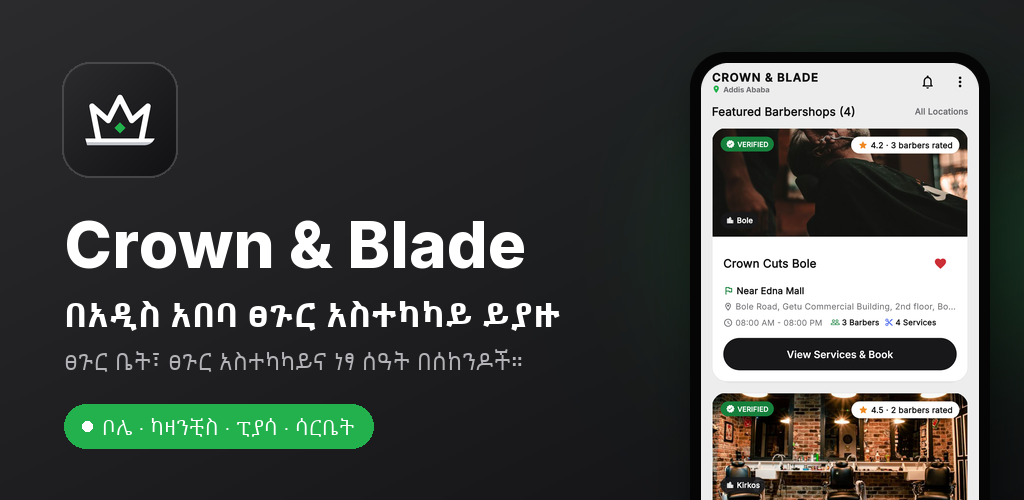 Crown & Blade
በአዲስ አበባ ፀጉር አስተካካይ ይያዙ
ፀጉር ቤት፣ ፀጉር አስተካካይና ነፃ ሰዓት በሰከንዶች።
ቦሌ · ካዛንቺስ · ፒያሳ · ሳርቤት
CROWN & BLADE
Addis Ababa
Featured Barbershops (4)
All Locations
VERIFIED
4.2 · 3 barbers rated
Bole
Crown Cuts Bole
Near Edna Mall
Bole Road, Getu Commercial Building, 2nd floor, Bo...
08:00 AM - 08:00 PM
3 Barbers
4 Services
View Services & Book
VERIFIED
4.5 · 2 barbers rated
Kirkos